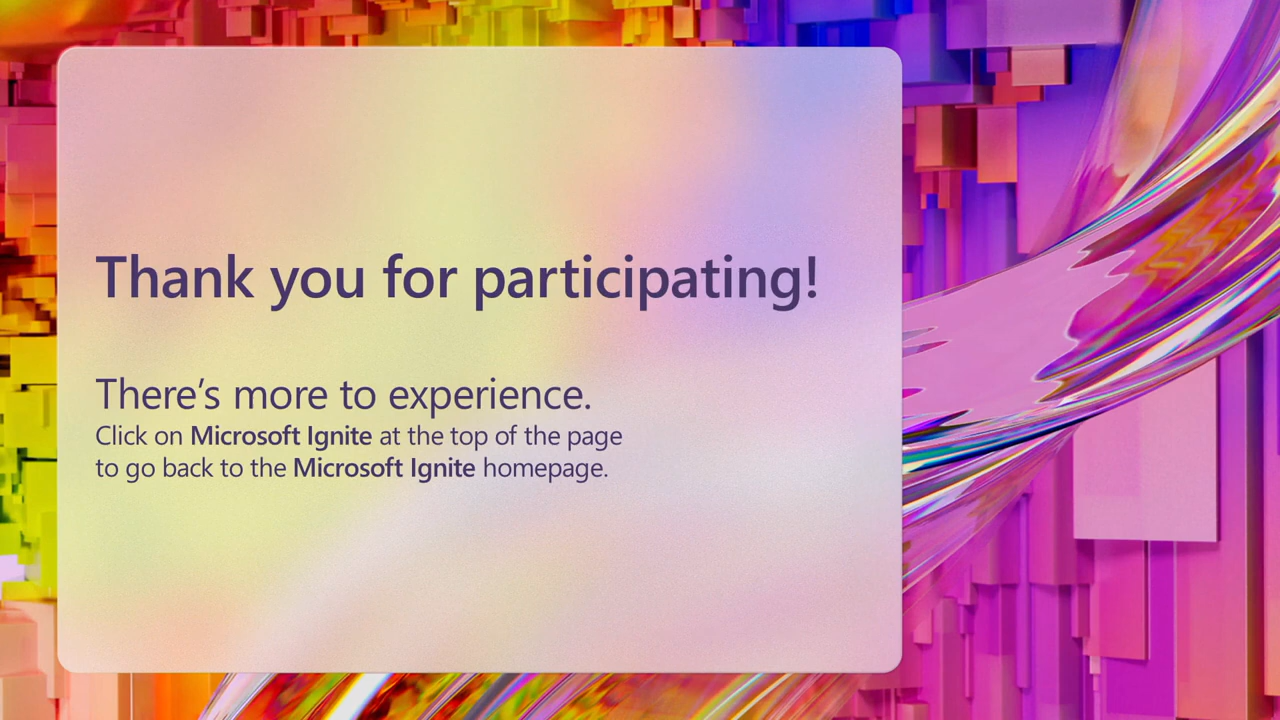 Thank you for participating!
There’s more to experience.
Click on Microsoft Ignite at the top of the page
to go back to the Microsoft Ignite homepage.